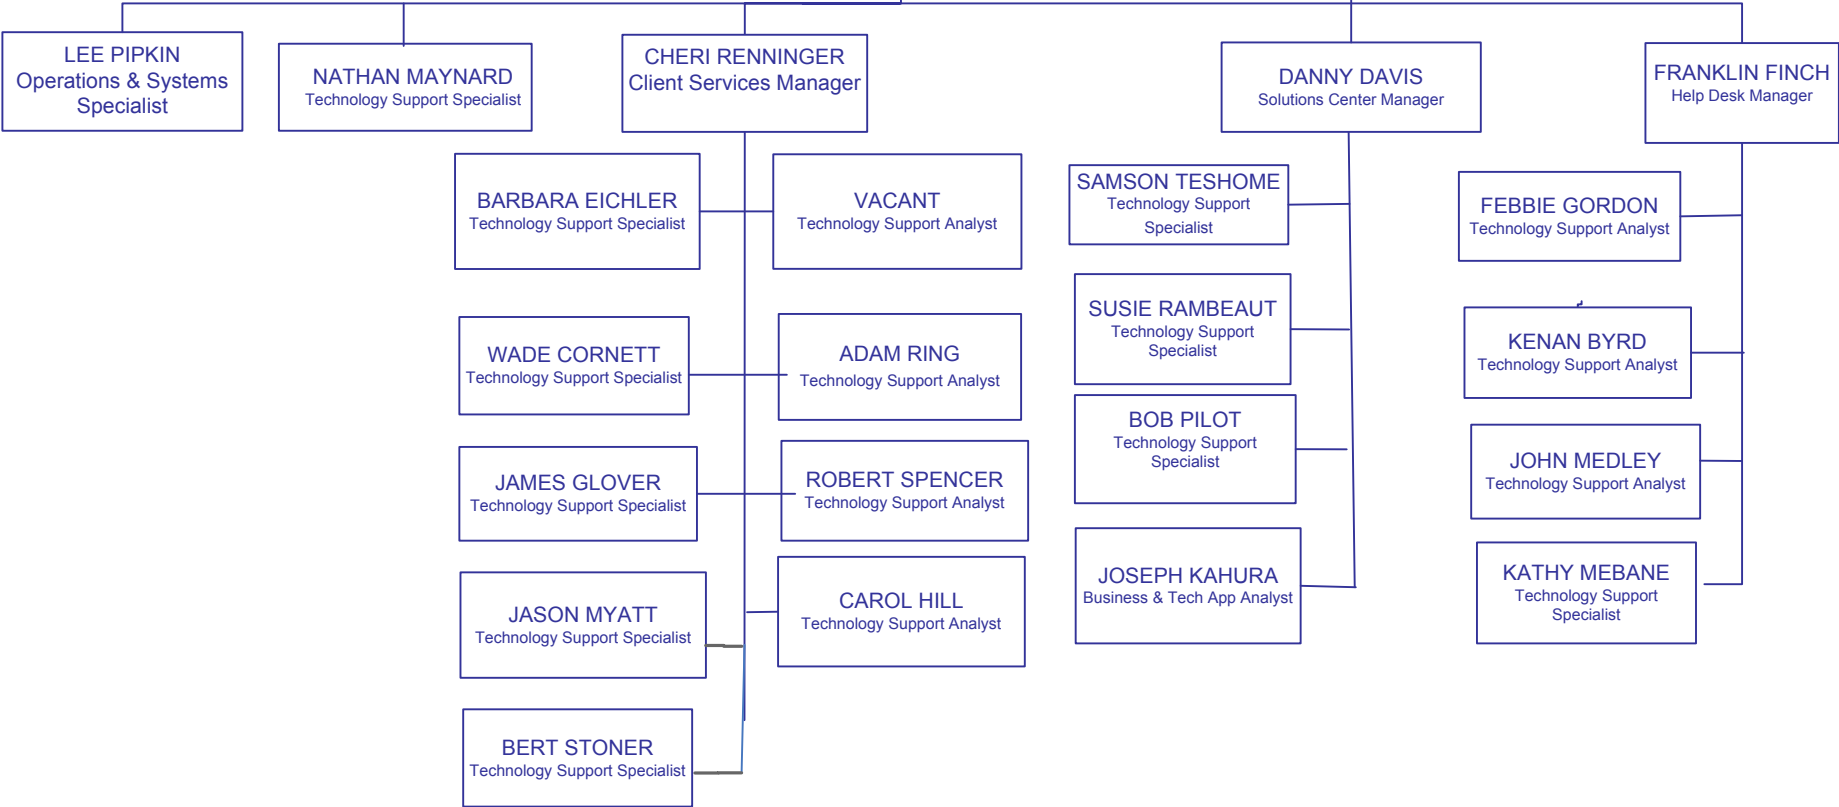 LEE PIPKIN
Operations & Systems
Specialist
NATHAN MAYNARD
Technology Support Specialist
CHERI RENNINGER
Client Services Manager
DANNY DAVIS
Solutions Center Manager
FRANKLIN FINCH
Help Desk Manager
BARBARA EICHLER
Technology Support Specialist
VACANT
Technology Support Analyst
WADE CORNETT
Technology Support Specialist
ADAM RING
Technology Support Analyst
JAMES GLOVER
Technology Support Specialist
ROBERT SPENCER
Technology Support Analyst
JASON MYATT
Technology Support Specialist
CAROL HILL
Technology Support Analyst
BERT STONER
Technology Support Specialist
SAMSON TESHOME
Technology Support
Specialist
SUSIE RAMBEAUT
Technology Support
Specialist
BOB PILOT
Technology Support
Specialist
JOSEPH KAHURA
Business & Tech App Analyst
FEBBIE GORDON
Technology Support Analyst
KENAN BYRD
Technology Support Analyst
JOHN MEDLEY
Technology Support Analyst
KATHY MEBANE
Technology Support
Specialist